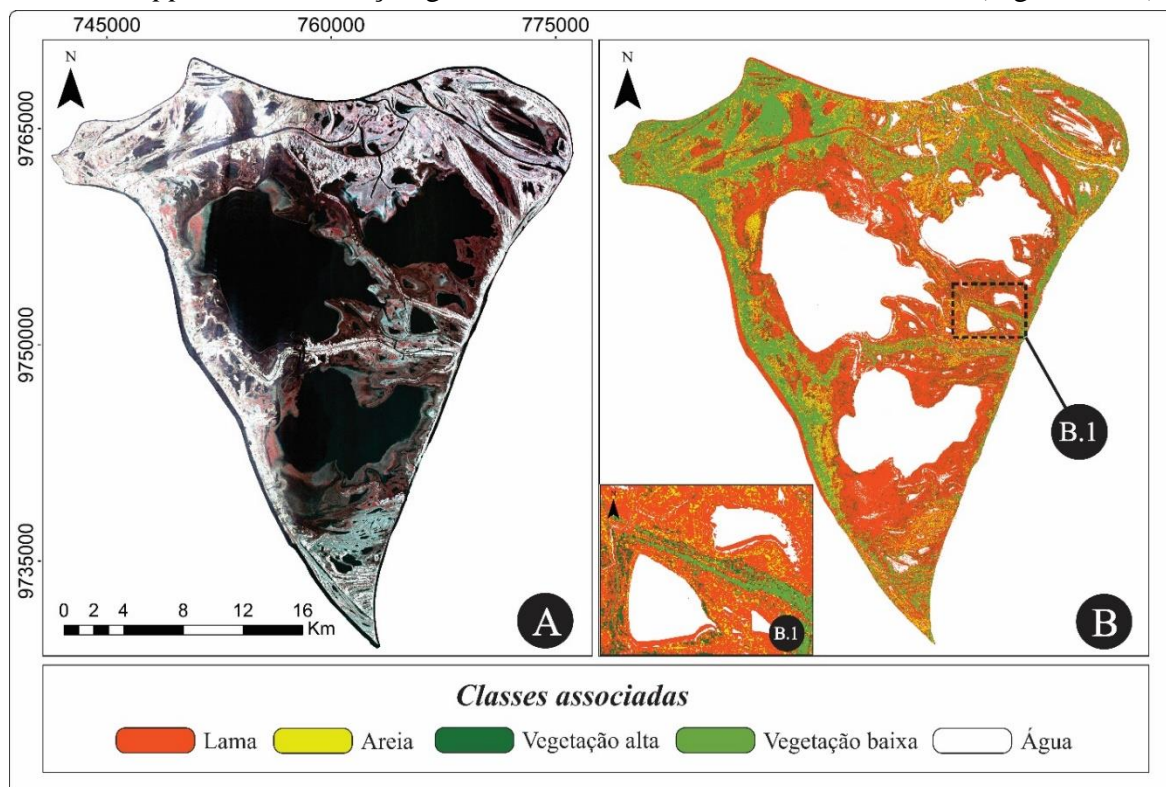 745000 760000 775000
N
N
9765000
9750000
9735000
0 2 4 8 12 16
Km
A
B.1
B.1
B
Classes associadas
Lama Areia Vegetação alta Vegetação baixa Água